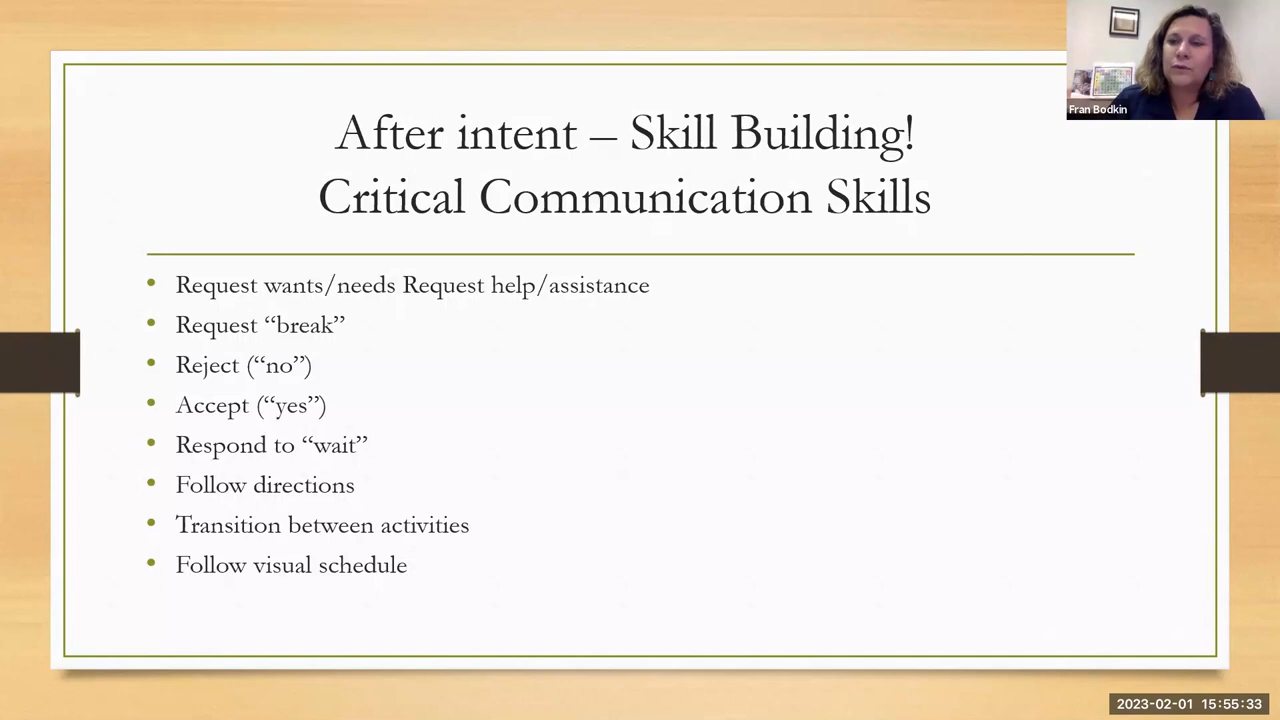 Fran Bodkin
After intent – Skill Building!
Critical Communication Skills
• Request wants/needs Request help/assistance
• Request “break”
• Reject (“no”)
• Accept (“yes”)
• Respond to “wait”
• Follow directions
• Transition between activities
• Follow visual schedule
2023-02-01 15:55:33